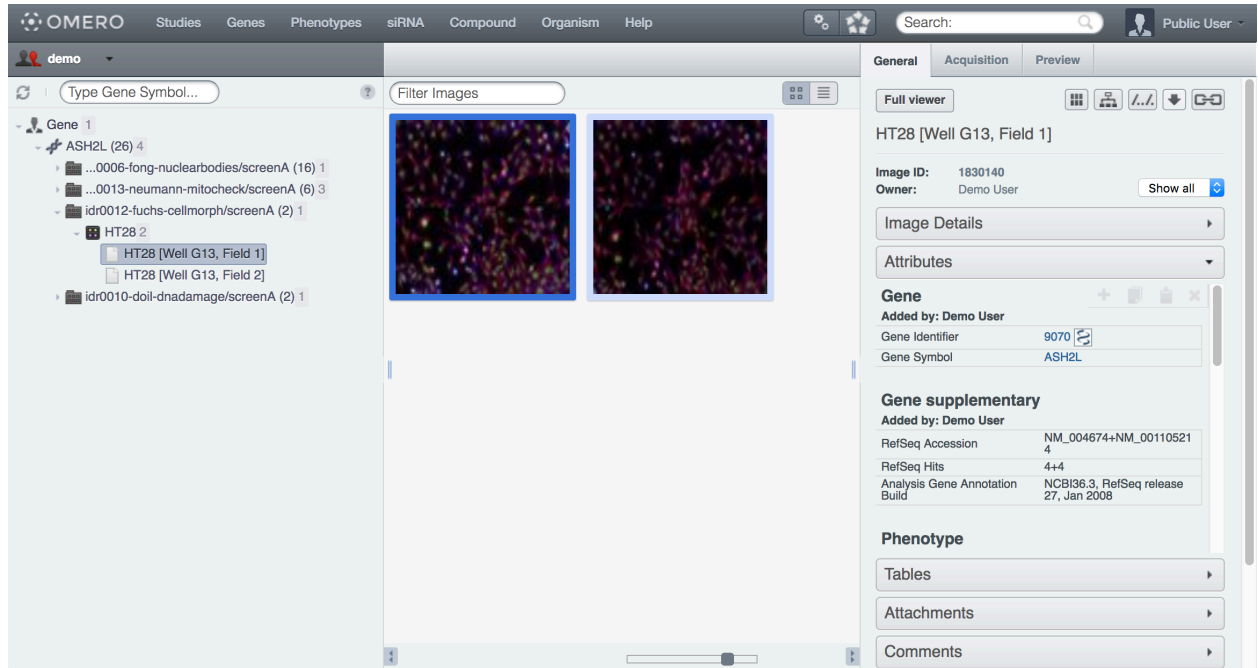 OMERO Studies Genes Phenotypes siRNA Compound Organism Help Search: Public User
demo
Type Gene Symbol... ?
Gene 1
ASH2L (26) 4
...0006-fong-nuclearbodies/screenA (16) 1
...0013-neumann-mitocheck/screenA (6) 3
idr0012-fuchs-cellmorph/screenA (2) 1
HT28 2
HT28 [Well G13, Field 1]
HT28 [Well G13, Field 2]
idr0010-doil-dnadamage/screenA (2) 1
Filter Images
General Acquisition Preview
Full viewer /.../.
HT28 [Well G13, Field 1]
Image ID: 1830140
Owner: Demo User Show all
Image Details
Attributes
Gene
Added by: Demo User
Gene Identifier 9070
Gene Symbol ASH2L
Gene supplementary
Added by: Demo User
RefSeq Accession NM_004674+NM_00110521
4
RefSeq Hits 4+4
Analysis Gene Annotation NCBI36.3, RefSeq release
Build 27, Jan 2008
Phenotype
Tables
Attachments
Comments